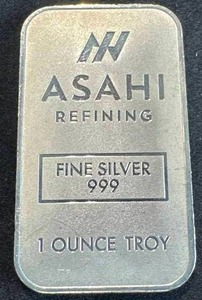 ASAHI
REFINING
FINE SILVER
999
1 OUNCE TROY